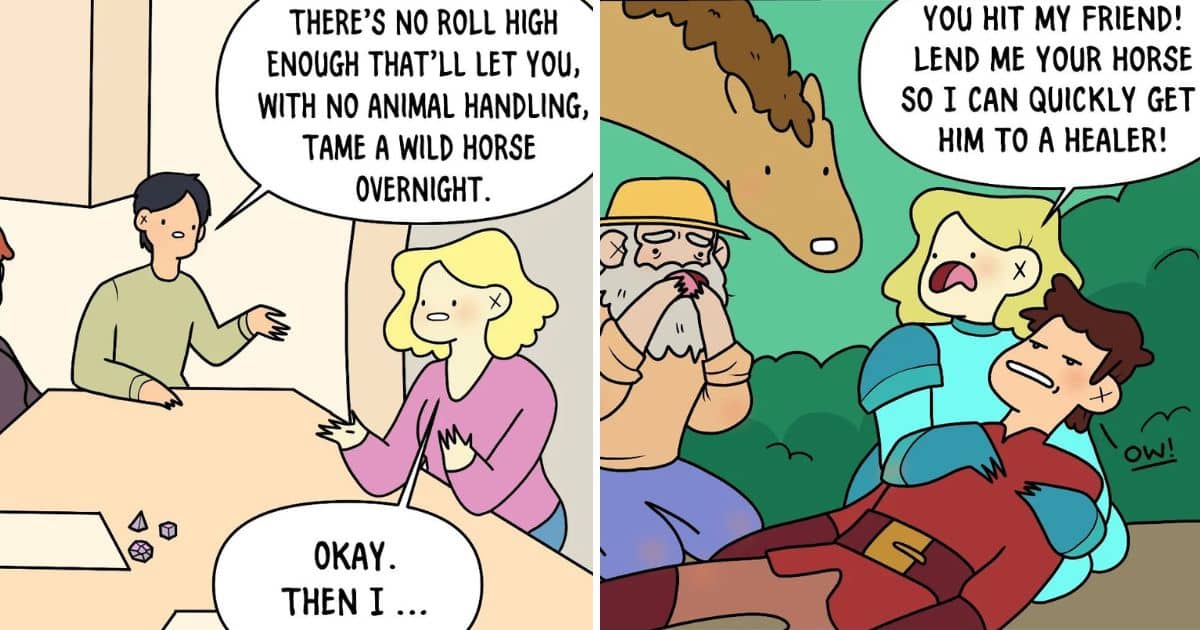 THERE'S NO ROLL HIGH
ENOUGH THAT'LL LET YOU,
WITH NO ANIMAL HANDLING,
TAME A WILD HORSE
OVERNIGHT.
OKAY.
THEN I ...
YOU HIT MY FRIEND!
LEND ME YOUR HORSE
SO I CAN QUICKLY GET
HIM TO A HEALER!
OW!